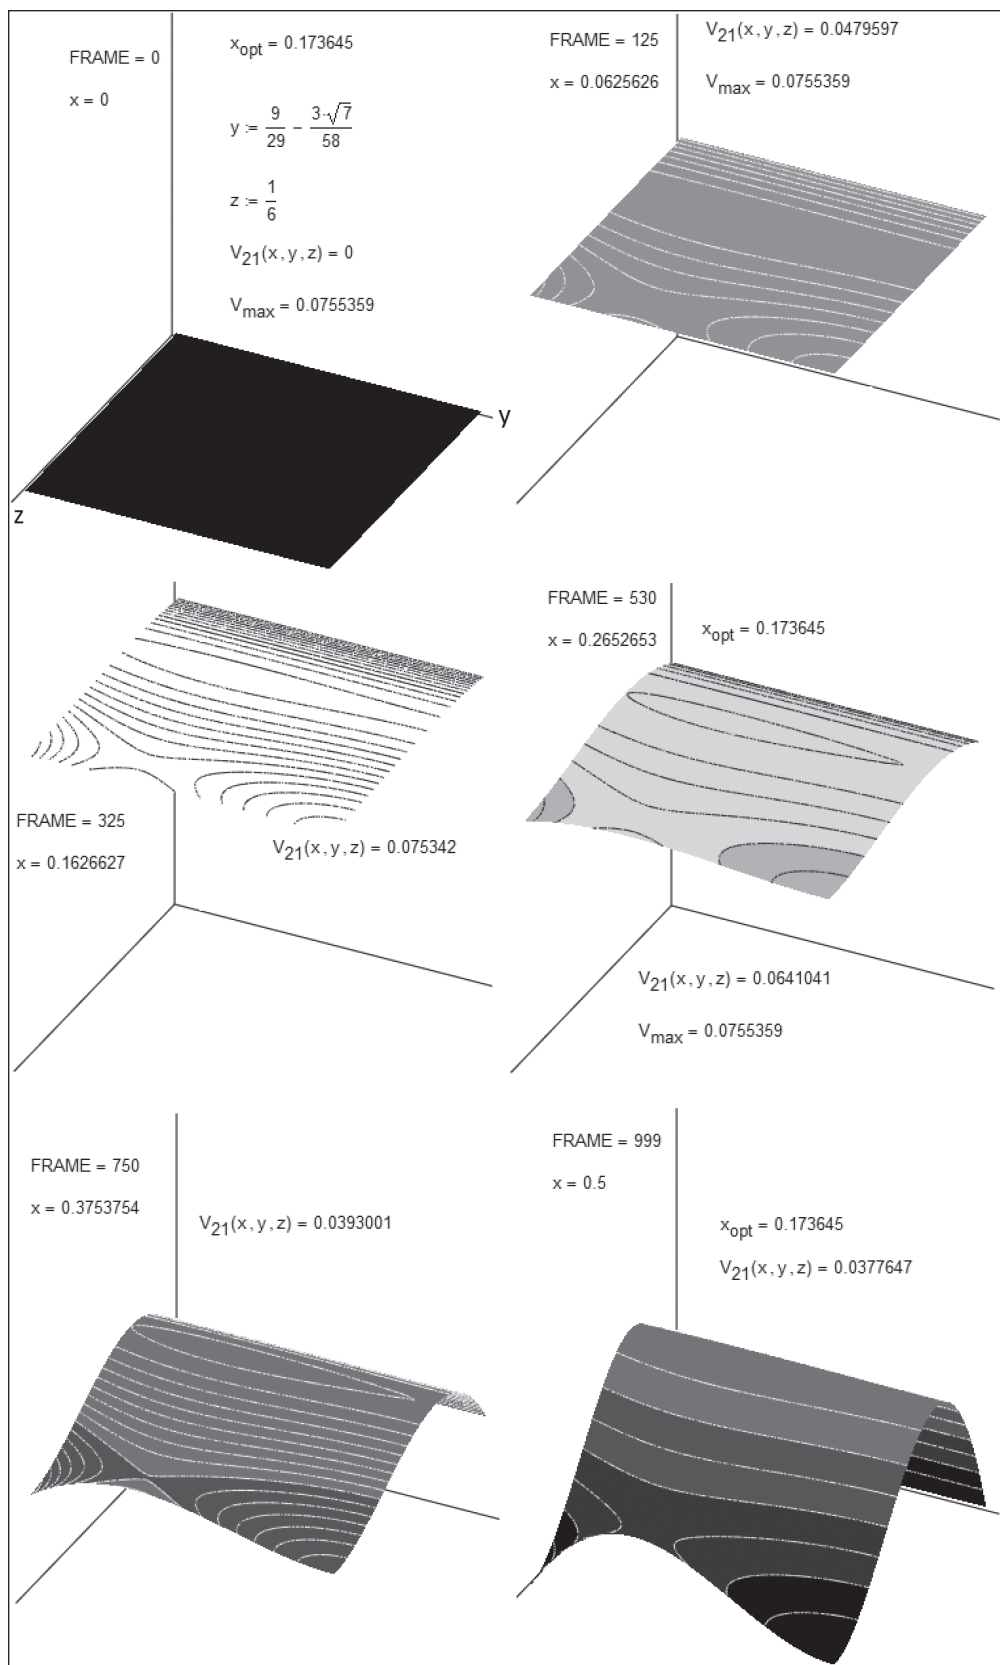 FRAME = 0
x = 0
x_opt = 0.173645
y := 9/29 − 3·√7/58
z := 1/6
V_21(x, y, z) = 0
V_max = 0.0755359
y
z
FRAME = 125
x = 0.0625626
V_21(x, y, z) = 0.0479597
V_max = 0.0755359
FRAME = 325
x = 0.1626627
V_21(x, y, z) = 0.075342
FRAME = 530
x = 0.2652653
x_opt = 0.173645
V_21(x, y, z) = 0.0641041
V_max = 0.0755359
FRAME = 750
x = 0.3753754
V_21(x, y, z) = 0.0393001
FRAME = 999
x = 0.5
x_opt = 0.173645
V_21(x, y, z) = 0.0377647